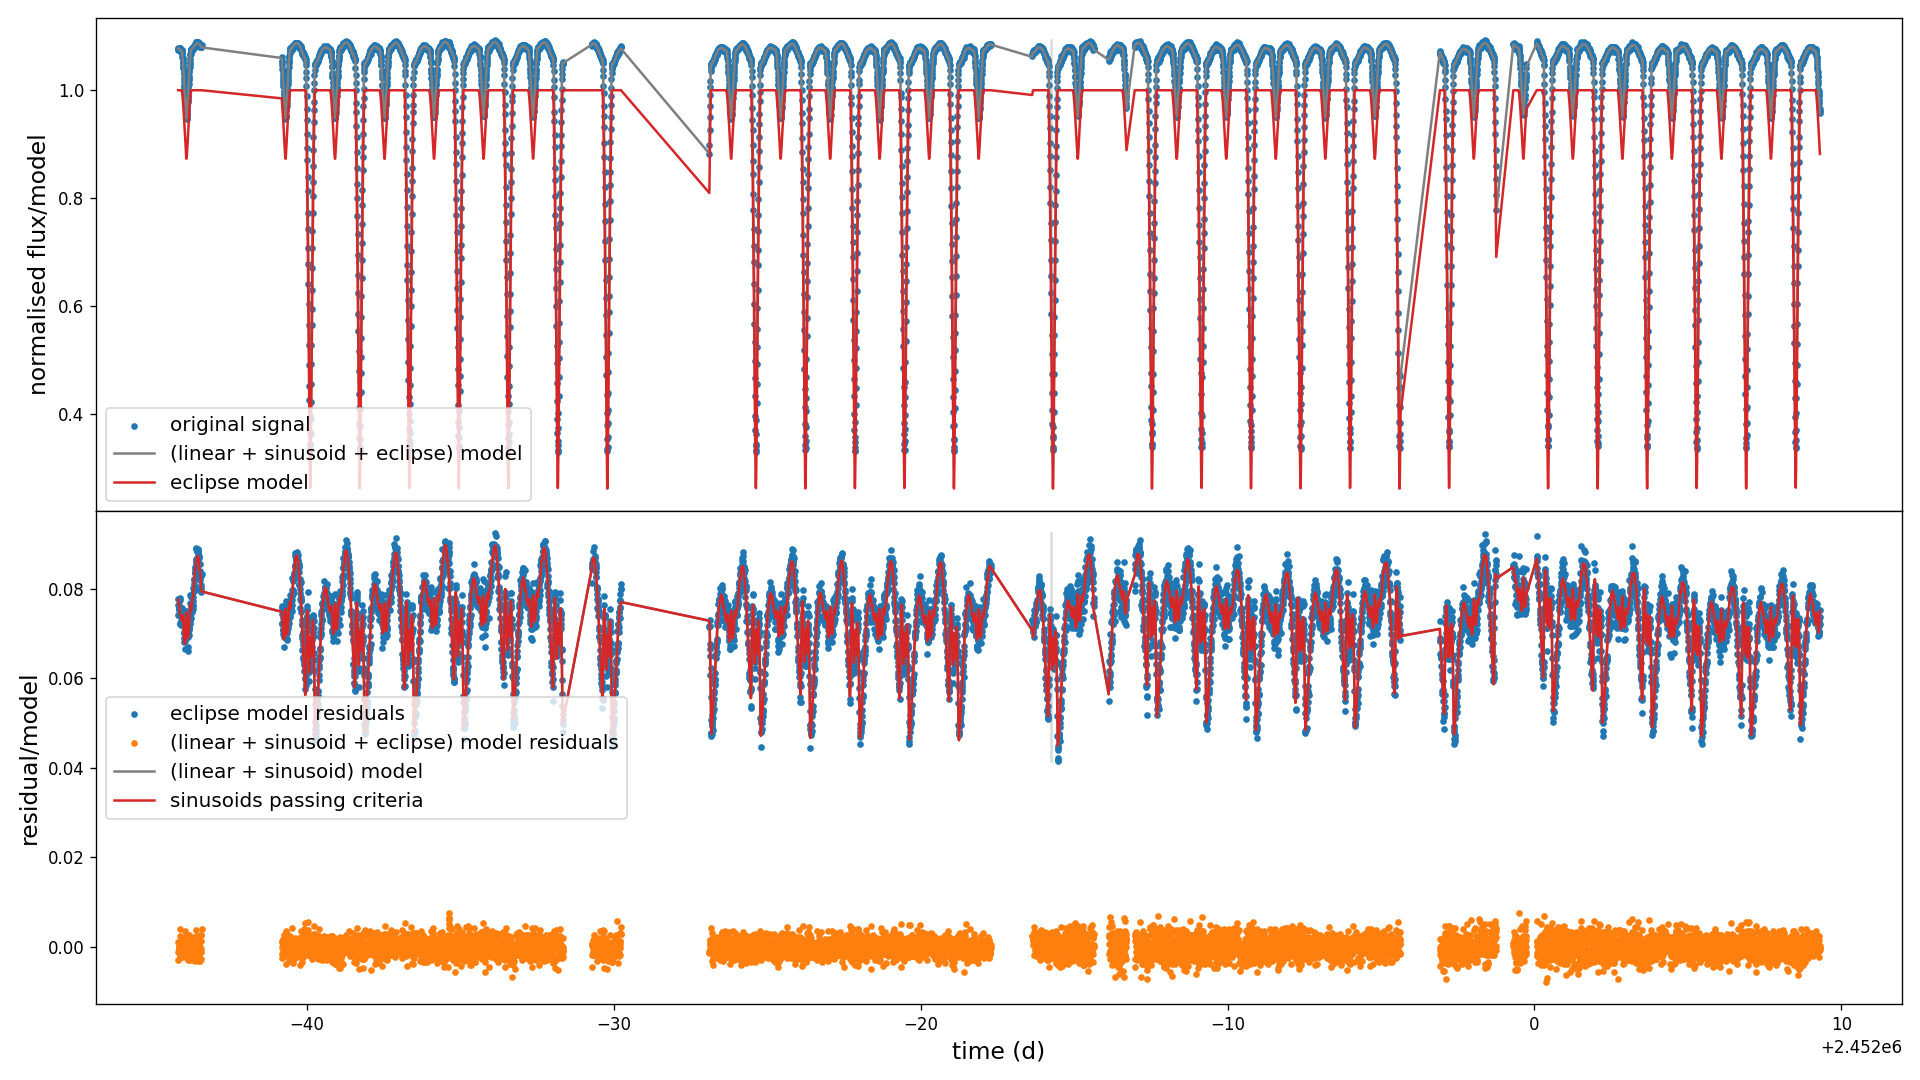 normalised flux/model
1.0
0.8
0.6
0.4
original signal
(linear + sinusoid + eclipse) model
eclipse model
residual/model
0.08
0.06
0.04
0.02
0.00
eclipse model residuals
(linear + sinusoid + eclipse) model residuals
(linear + sinusoid) model
sinusoids passing criteria
−40
−30
−20
−10
0
10
time (d)
+2.452e6